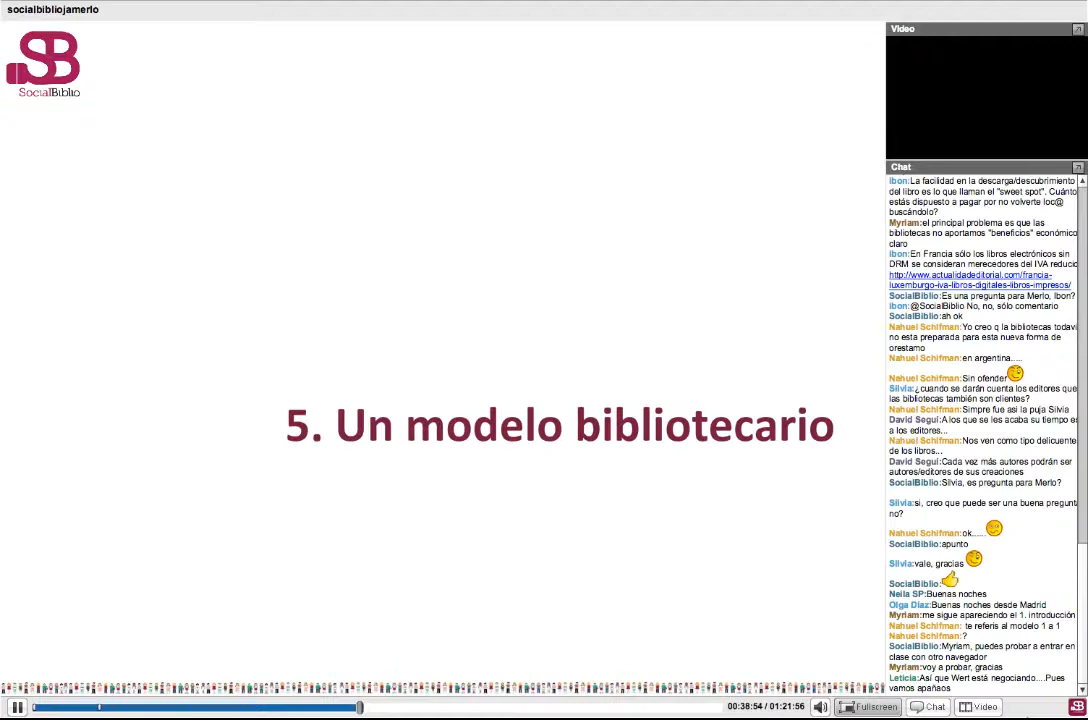 socialbibliojamerlo
SB
SocialBiblio
5. Un modelo bibliotecario
Video
Chat
Ibon:La facilidad en la descarga/descubrimiento
del libro es lo que llaman el "sweet spot". Cuánto
estás dispuesto a pagar por no volverte loc@
buscándolo?
Myriam:el principal problema es que las
bibliotecas no aportamos "beneficios" económico
claro
Ibon:En Francia sólo los libros electrónicos sin
DRM se consideran merecedores del IVA reducid
http://www.actualidadeditorial.com/francia-
luxemburgo-iva-libros-digitales-libros-impresos/
SocialBiblio:Es una pregunta para Merlo, Ibon?
Ibon:@SocialBiblio No, no, sólo comentario
SocialBiblio:ah ok
Nahuel Schifman:Yo creo q la bibliotecas todaví
no esta preparada para esta nueva forma de
orestamo
Nahuel Schifman:en argentina.....
Nahuel Schifman:Sin ofender
Silvia:¿cuando se darán cuenta los editores que
las bibliotecas también son clientes?
Nahuel Schifman:Simpre fue asi la puja Silvia
David Seguí:A los que se les acaba su tiempo es
a los editores...
Nahuel Schifman:Nos ven como tipo delicuente
de los libros...
David Seguí:Cada vez más autores podrán ser
autores/editores de sus creaciones
SocialBiblio:Silvia, es pregunta para Merlo?
Silvia:si, creo que puede ser una buena pregunt
no?
Nahuel Schifman:ok......
SocialBiblio:apunto
Silvia:vale, gracias
SocialBiblio:
Neila SP:Buenas noches
Olga Díaz:Buenas noches desde Madrid
Myriam:me sigue apareciendo el 1. introducción
Nahuel Schifman: te referis al modelo 1 a 1
Nahuel Schifman:?
SocialBiblio:Myriam, puedes probar a entrar en
clase con otro navegador
Myriam:voy a probar, gracias
Leticia:Así que Wert está negociando....Pues
vamos apañaos
00:38:54 / 01:21:56
Fullscreen
Chat
Video
SB